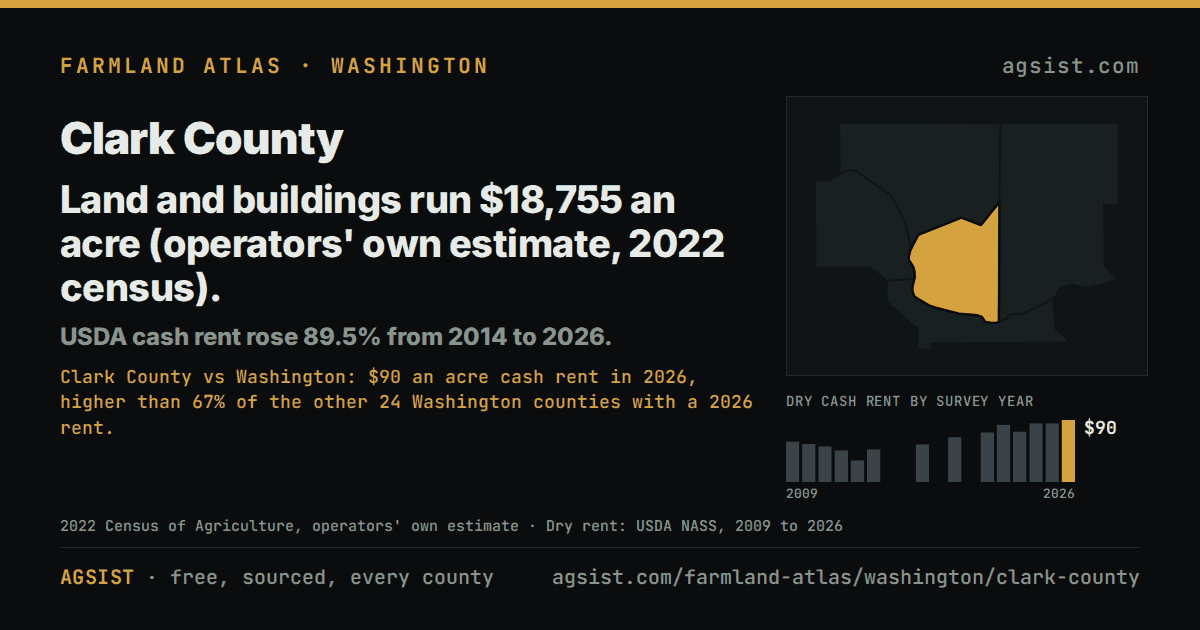 FARMLAND ATLAS · WASHINGTON
agsist.com
Clark County
Land and buildings run $18,755 an
acre (operators' own estimate, 2022
census).
USDA cash rent rose 89.5% from 2014 to 2026.
Clark County vs Washington: $90 an acre cash rent in 2026,
higher than 67% of the other 24 Washington counties with a 2026
rent.
DRY CASH RENT BY SURVEY YEAR
$90
2009
2026
2022 Census of Agriculture, operators' own estimate · Dry rent: USDA NASS, 2009 to 2026
AGSIST · free, sourced, every county
agsist.com/farmland-atlas/washington/clark-county